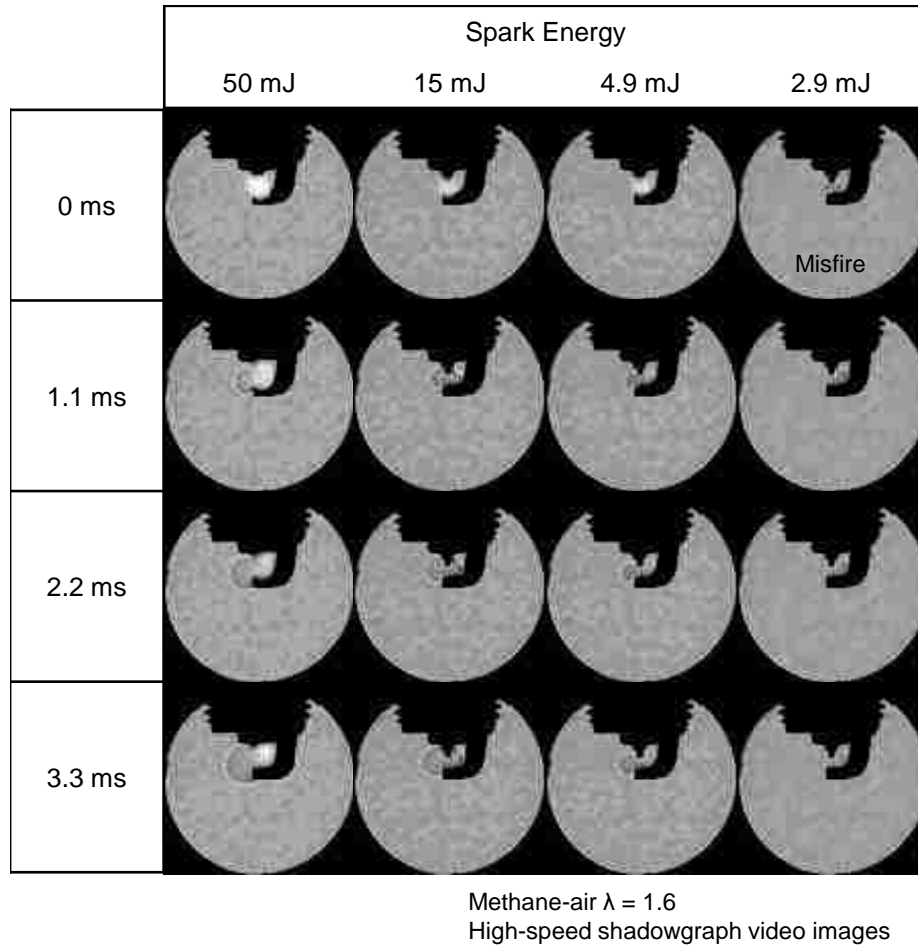 Spark Energy
50 mJ 15 mJ 4.9 mJ 2.9 mJ
0 ms
Misfire
1.1 ms
2.2 ms
3.3 ms
Methane-air λ = 1.6
High-speed shadowgraph video images